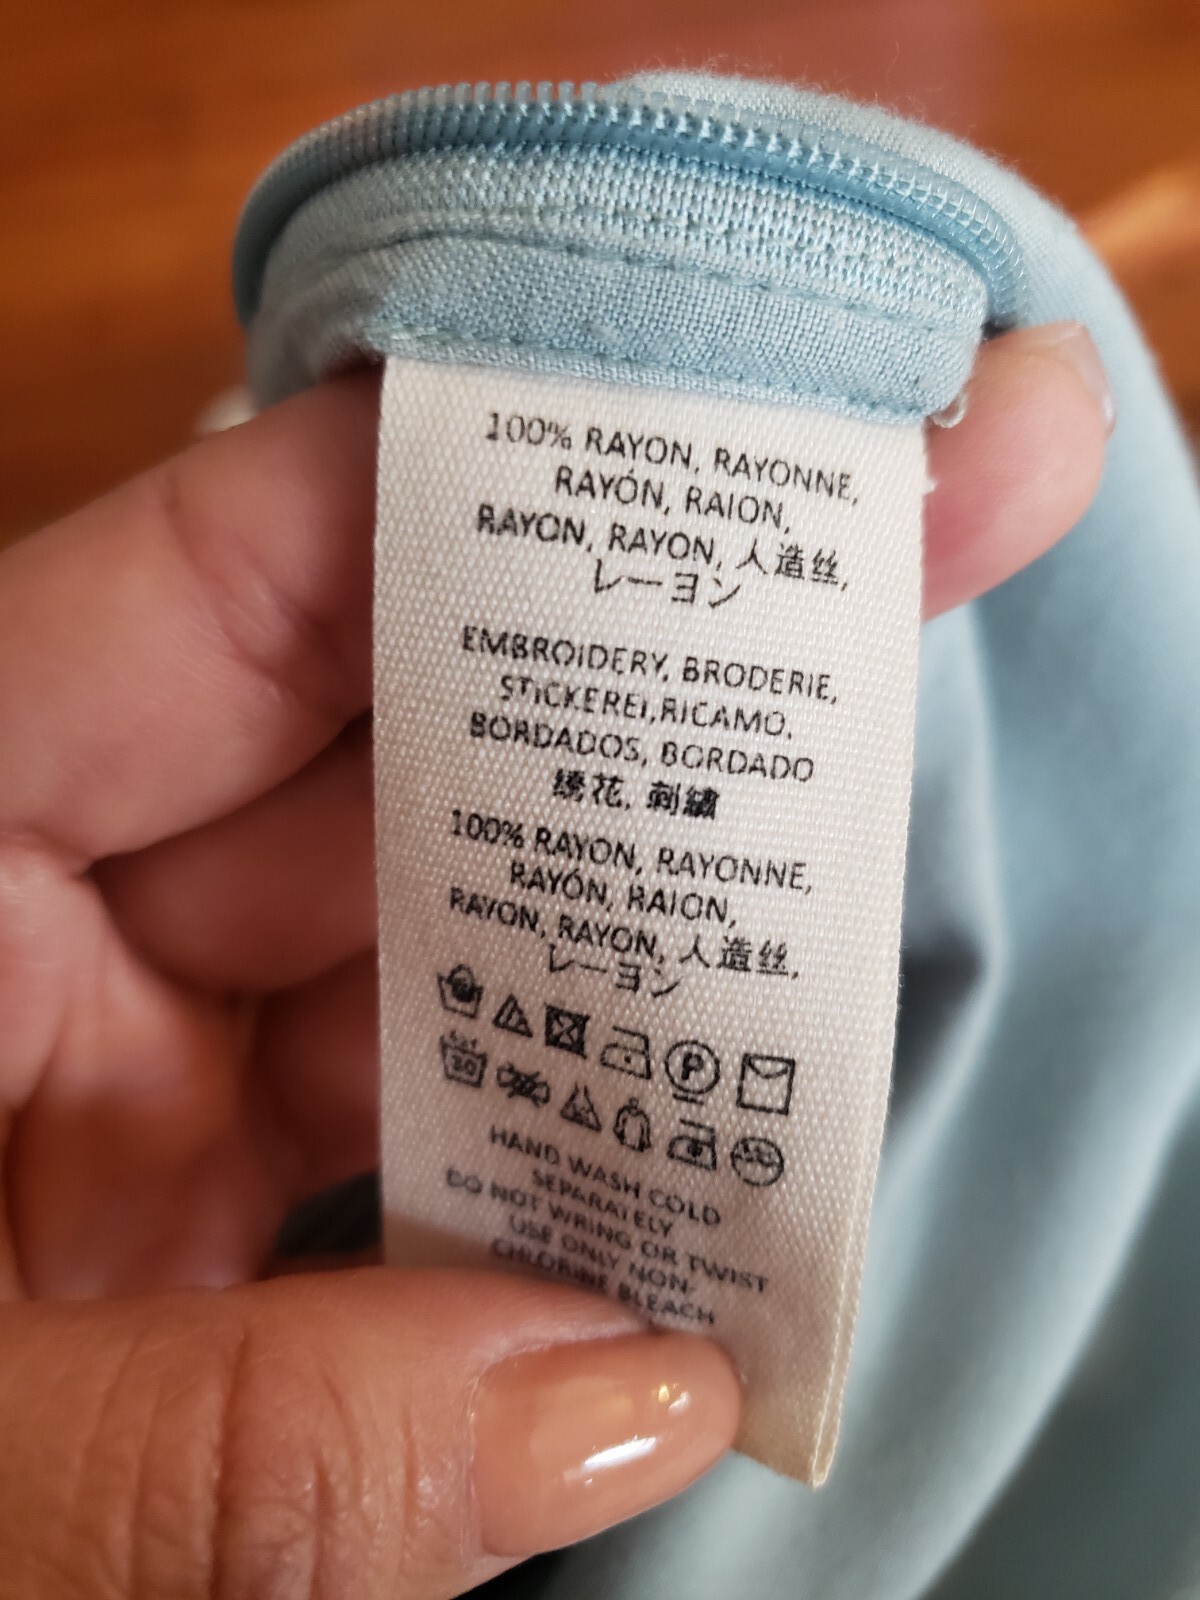 100% RAYON, RAYONNE,
RAYÓN, RAION,
RAYON, RAYON, 人造丝,
レーヨン
EMBROIDERY, BRODERIE,
STICKEREI,RICAMO,
BORDADOS, BORDADO
绣花, 刺繍
100% RAYON, RAYONNE,
RAYÓN, RAION,
RAYON, RAYON, 人造丝,
レーヨン
P
30
HAND WASH COLD
SEPARATELY
DO NOT WRING OR TWIST
USE ONLY NON-
CHLORINE BLEACH